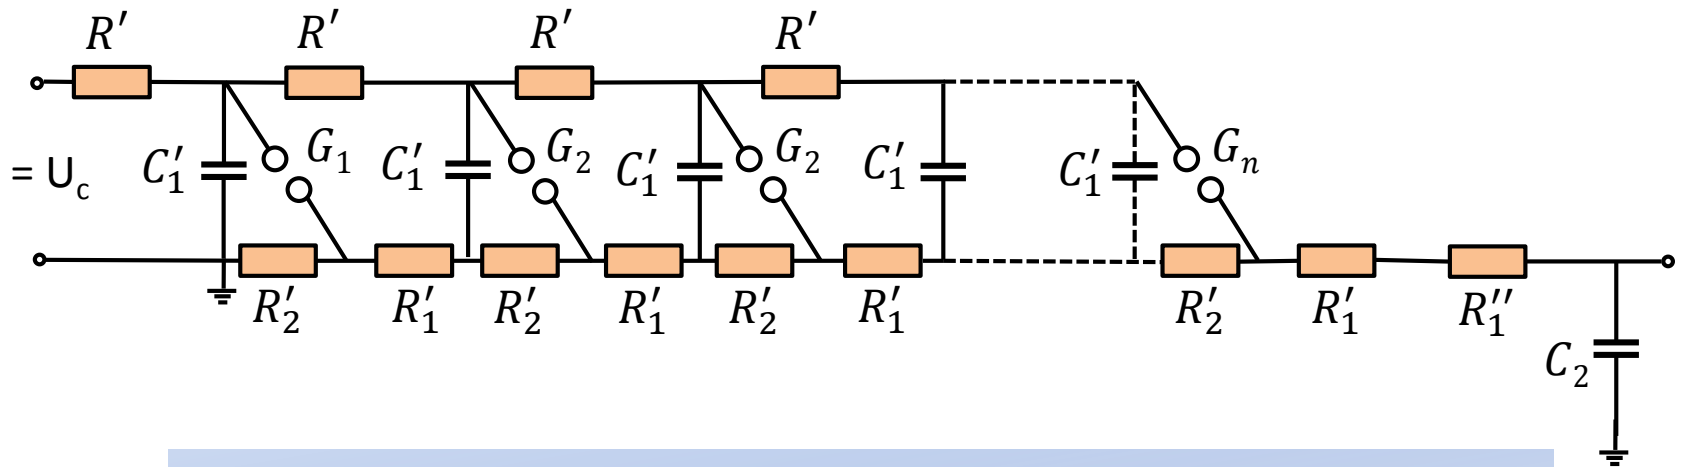 R′ R′ R′ R′
= U_c C′_1 G_1 C′_1 G_2 C′_1 G_2 C′_1 C′_1 G_n
R′_2 R′_1 R′_2 R′_1 R′_2 R′_1 R′_2 R′_1 R″_1
C_2